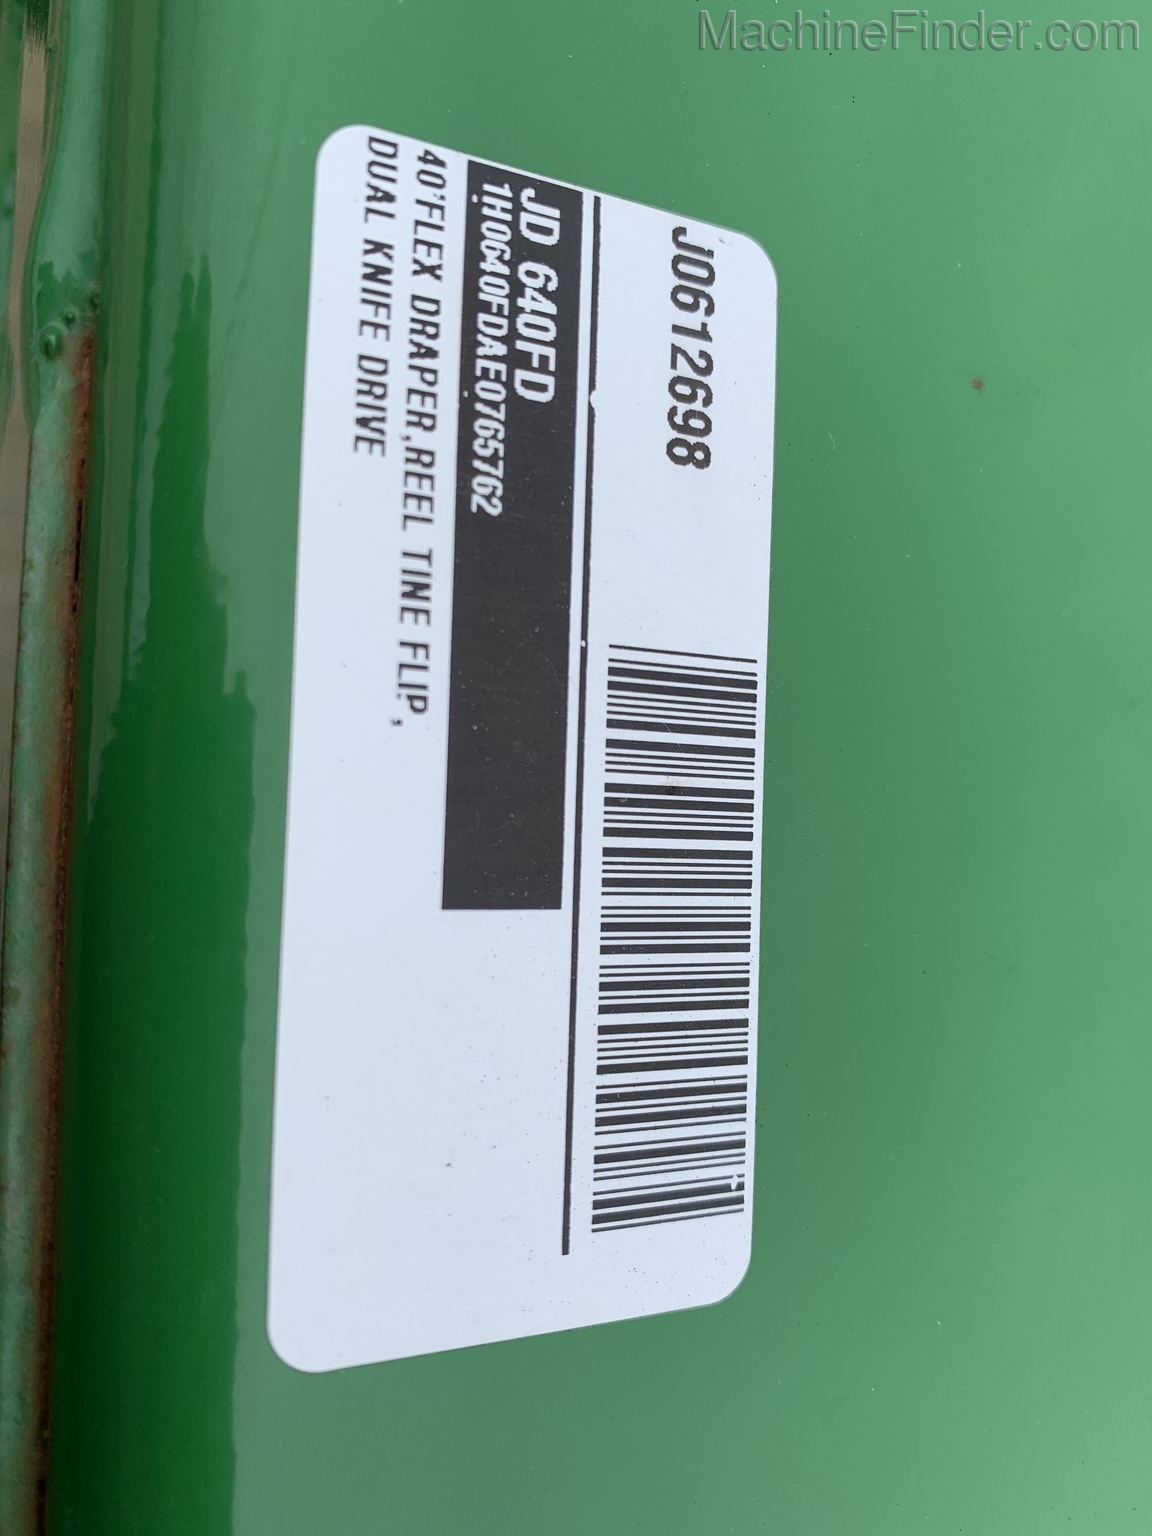 MachineFinder.com
J0612698
JD 640FD
1H0640FDAE0765762
40'FLEX DRAPER,REEL TINE FLIP,
DUAL KNIFE DRIVE